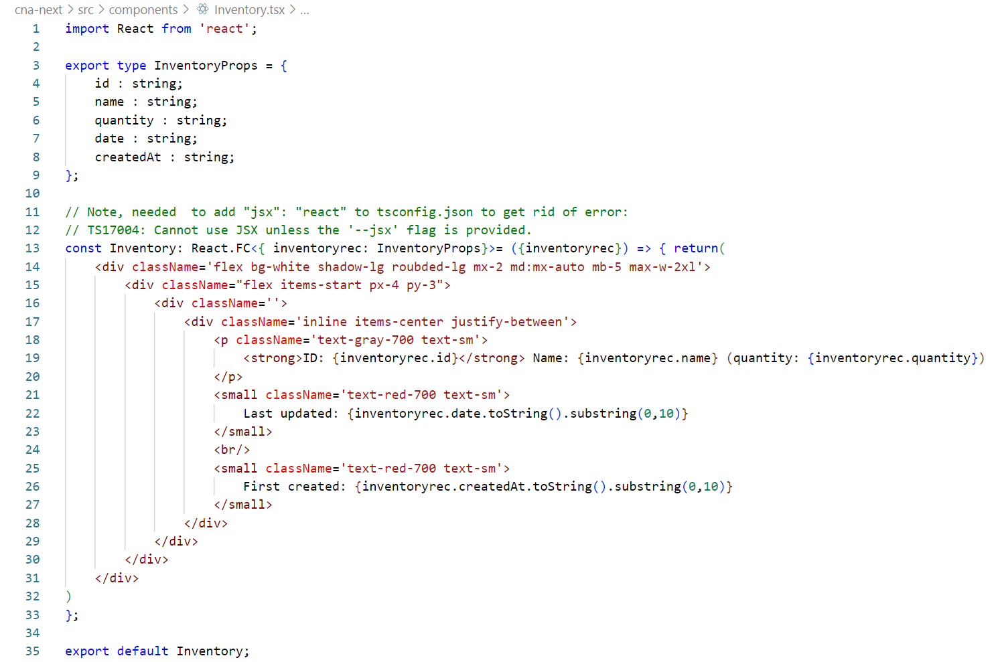 cna-next > src > components > Inventory.tsx > ...
1 import React from 'react';
2
3 export type InventoryProps = {
4     id : string;
5     name : string;
6     quantity : string;
7     date : string;
8     createdAt : string;
9 };
10
11 // Note, needed  to add "jsx": "react" to tsconfig.json to get rid of error:
12 // TS17004: Cannot use JSX unless the '--jsx' flag is provided.
13 const Inventory: React.FC<{ inventoryrec: InventoryProps}>= ({inventoryrec}) => { return(
14     <div className='flex bg-white shadow-lg roubded-lg mx-2 md:mx-auto mb-5 max-w-2xl'>
15         <div className="flex items-start px-4 py-3">
16             <div className=''>
17                 <div className='inline items-center justify-between'>
18                     <p className='text-gray-700 text-sm'>
19                         <strong>ID: {inventoryrec.id}</strong> Name: {inventoryrec.name} (quantity: {inventoryrec.quantity})
20                     </p>
21                     <small className='text-red-700 text-sm'>
22                         Last updated: {inventoryrec.date.toString().substring(0,10)}
23                     </small>
24                     <br/>
25                     <small className='text-red-700 text-sm'>
26                         First created: {inventoryrec.createdAt.toString().substring(0,10)}
27                     </small>
28                 </div>
29             </div>
30         </div>
31     </div>
32 )
33 };
34
35 export default Inventory;